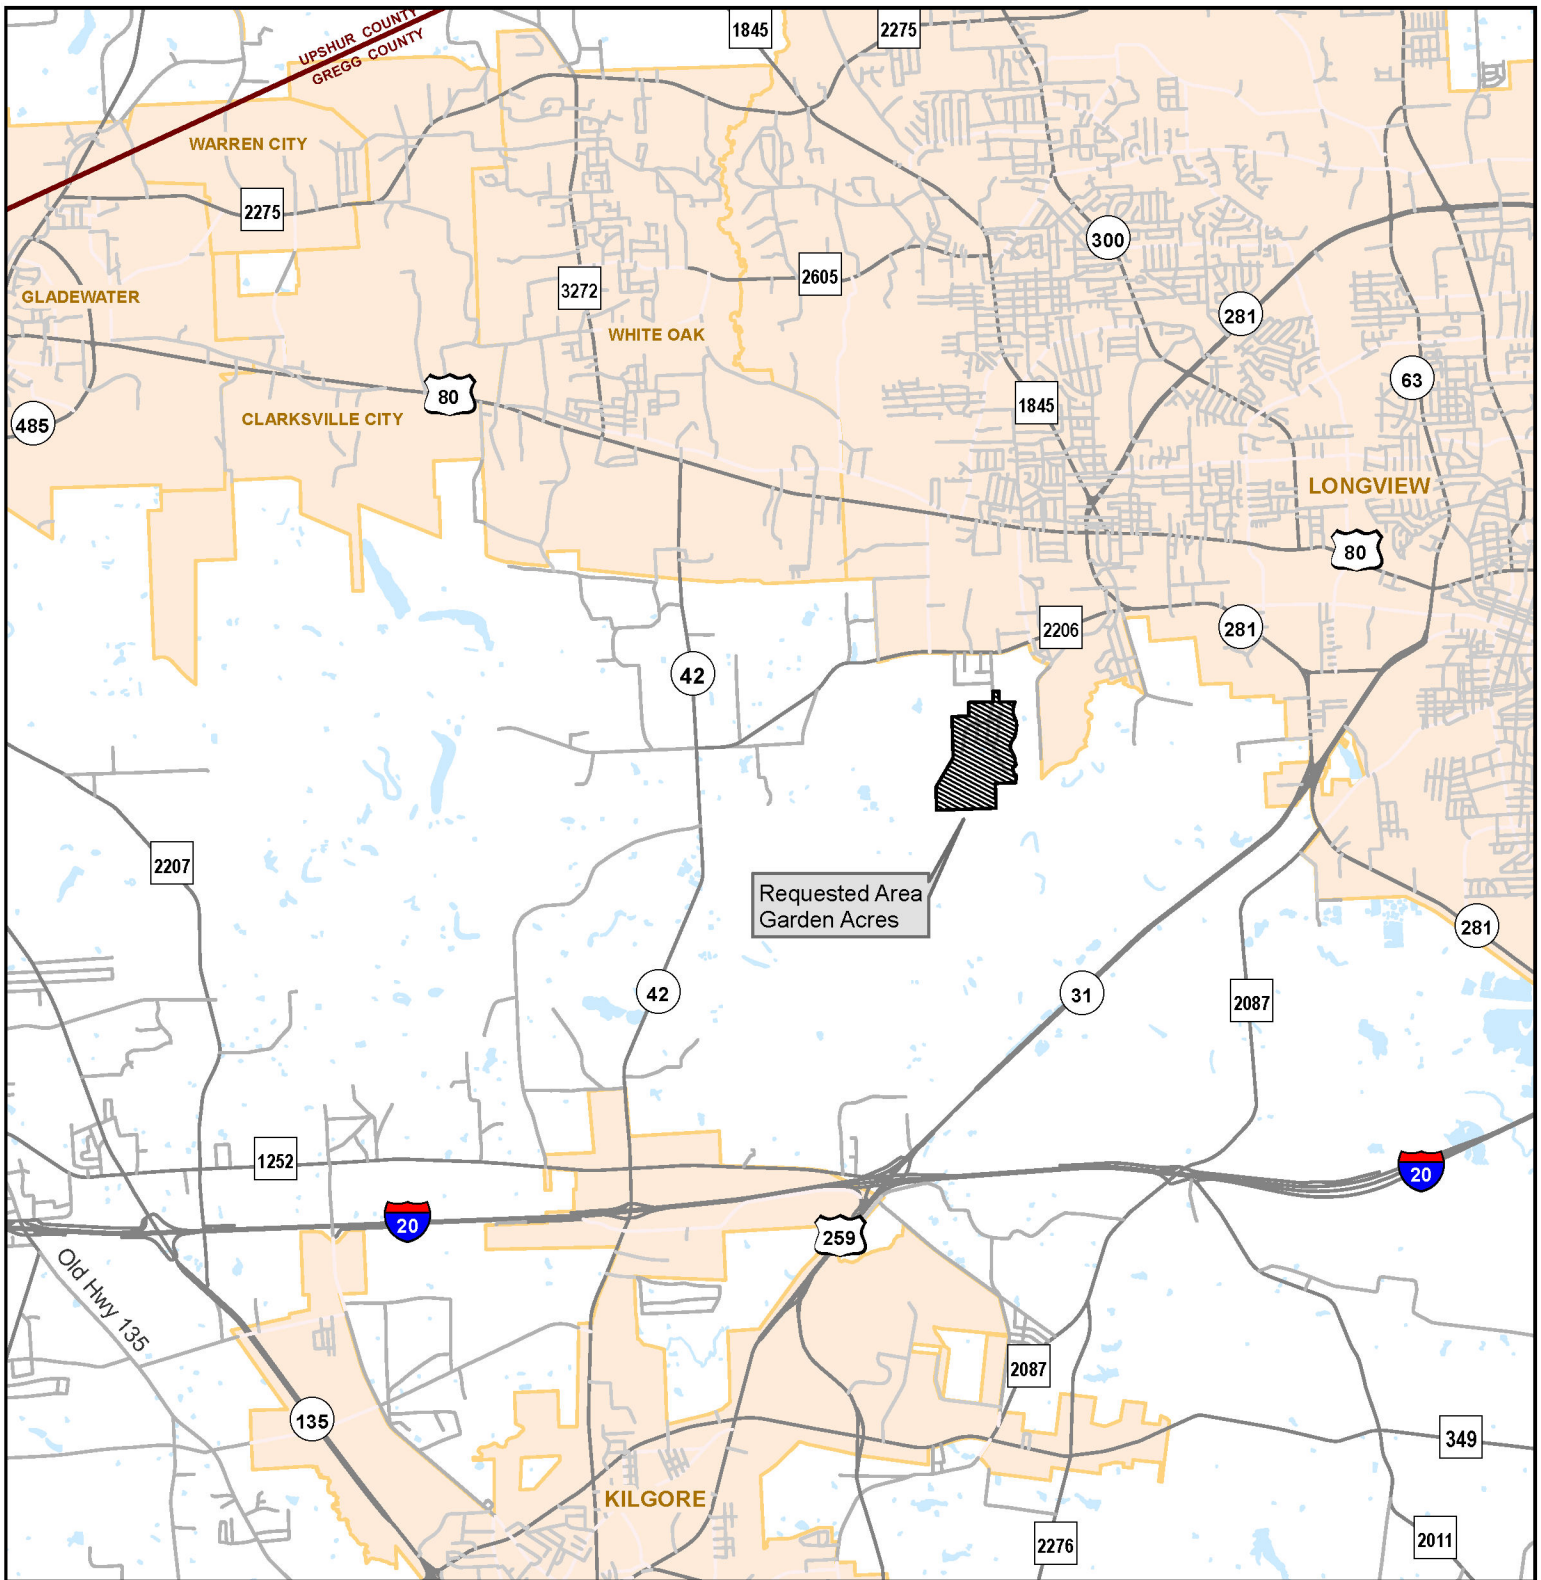 1845
2275
UPSHUR COUNTY
GREGG COUNTY
WARREN CITY
2275
300
2605
3272
GLADEWATER
281
WHITE OAK
63
80
1845
CLARKSVILLE CITY
485
LONGVIEW
80
2206
281
42
2207
Requested Area
Garden Acres
281
42
31
2087
1252
20
20
259
Old Hwy 135
2087
135
349
KILGORE
2276
2011